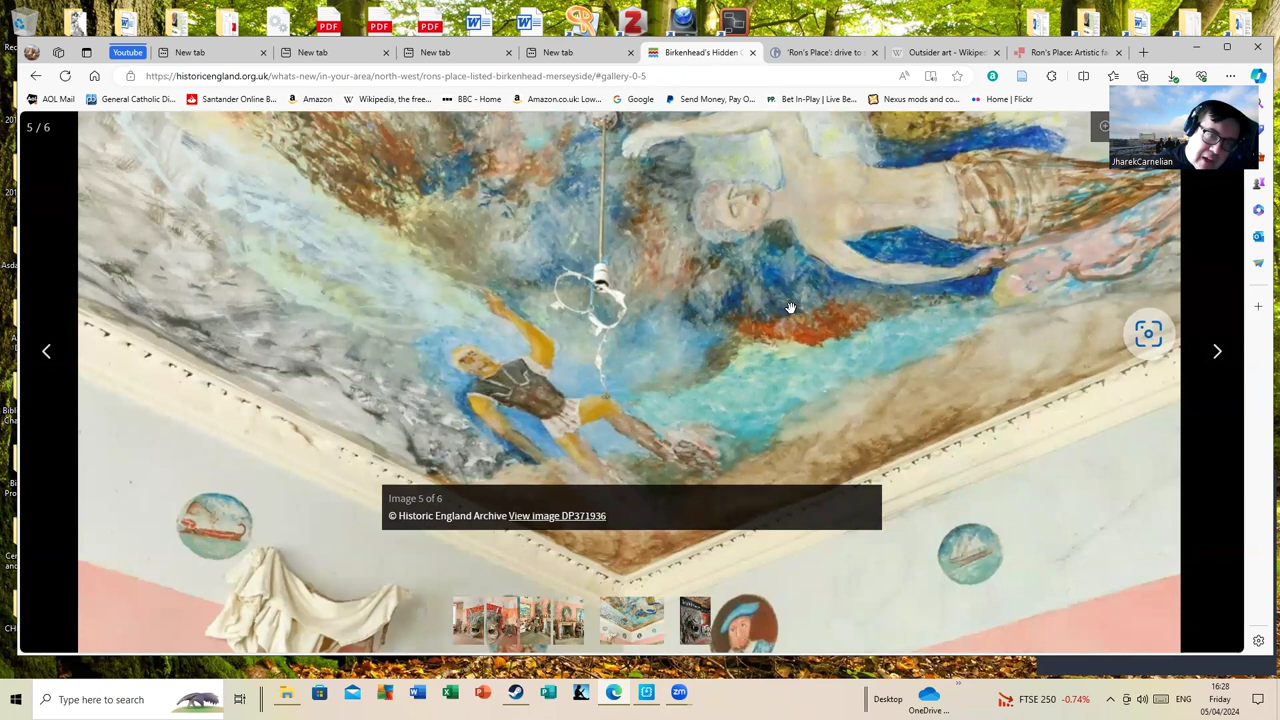 PDF
PDF
PDF
Youtube
New tab
New tab
New tab
New tab
Birkenhead's Hidden
'Ron's Place: drive to s
Outsider art - Wikiped
Ron's Place: Artistic fa
https://historicengland.org.uk/whats-new/in-your-area/north-west/rons-place-listed-birkenhead-merseyside/#gallery-0-5
AOL Mail
General Catholic Di...
Santander Online B...
Amazon
Wikipedia, the free...
BBC - Home
Amazon.co.uk: Low...
Google
Send Money, Pay O...
Bet In-Play | Live Be...
Nexus mods and co...
Home | Flickr
5 / 6
JharekCarnelian
Image 5 of 6
© Historic England Archive View image DP371936
Type here to search
Desktop
OneDrive ...
FTSE 250 -0.74%
ENG
16:28
Friday
05/04/2024